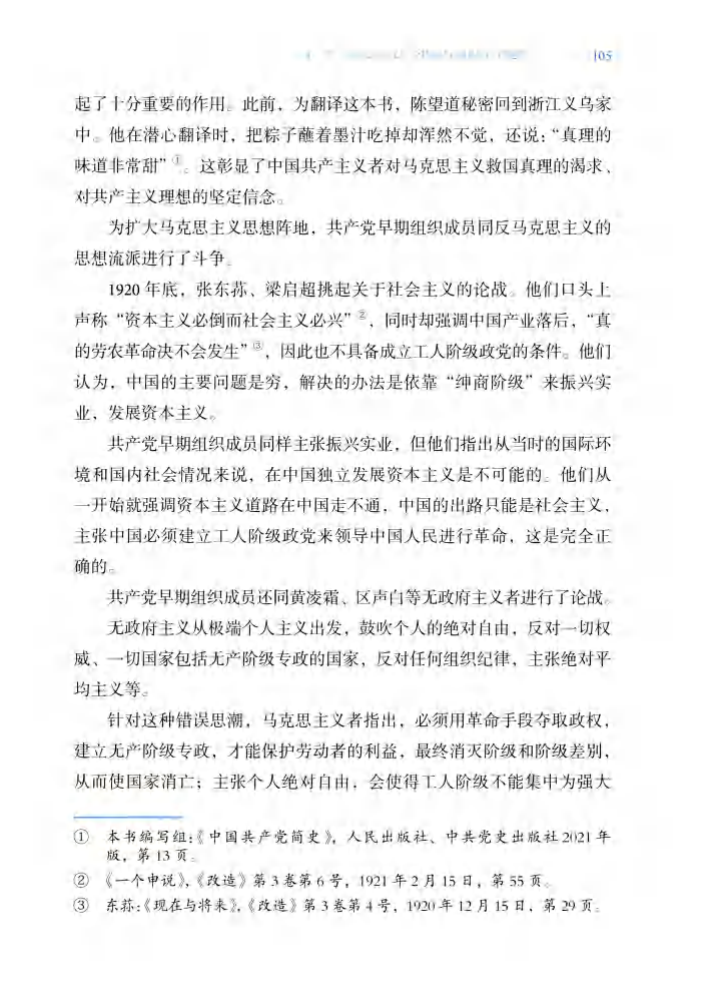 105
起了十分重要的作用。此前，为翻译这本书，陈望道秘密回到浙江义乌家
中。他在潜心翻译时，把粽子蘸着墨汁吃掉却浑然不觉，还说：“真理的
味道非常甜”①。这彰显了中国共产主义者对马克思主义救国真理的渴求、
对共产主义理想的坚定信念。
为扩大马克思主义思想阵地，共产党早期组织成员同反马克思主义的
思想流派进行了斗争。
1920 年底，张东荪、梁启超挑起关于社会主义的论战。他们口头上
声称“资本主义必倒而社会主义必兴”②，同时却强调中国产业落后，“真
的劳农革命决不会发生”③，因此也不具备成立工人阶级政党的条件。他们
认为，中国的主要问题是穷，解决的办法是依靠“绅商阶级”来振兴实
业，发展资本主义。
共产党早期组织成员同样主张振兴实业，但他们指出从当时的国际环
境和国内社会情况来说，在中国独立发展资本主义是不可能的。他们从
一开始就强调资本主义道路在中国走不通，中国的出路只能是社会主义，
主张中国必须建立工人阶级政党来领导中国人民进行革命，这是完全正
确的。
共产党早期组织成员还同黄凌霜、区声白等无政府主义者进行了论战。
无政府主义从极端个人主义出发，鼓吹个人的绝对自由，反对一切权
威、一切国家包括无产阶级专政的国家，反对任何组织纪律，主张绝对平
均主义等。
针对这种错误思潮，马克思主义者指出，必须用革命手段夺取政权，
建立无产阶级专政，才能保护劳动者的利益，最终消灭阶级和阶级差别，
从而使国家消亡；主张个人绝对自由，会使得工人阶级不能集中为强大
① 本书编写组：《中国共产党简史》，人民出版社、中共党史出版社 2021 年
版，第 13 页。
② 《一个申说》，《改造》第 3 卷第 6 号，1921 年 2 月 15 日，第 55 页。
③ 东荪：《现在与将来》，《改造》第 3 卷第 4 号，1920 年 12 月 15 日，第 29 页。